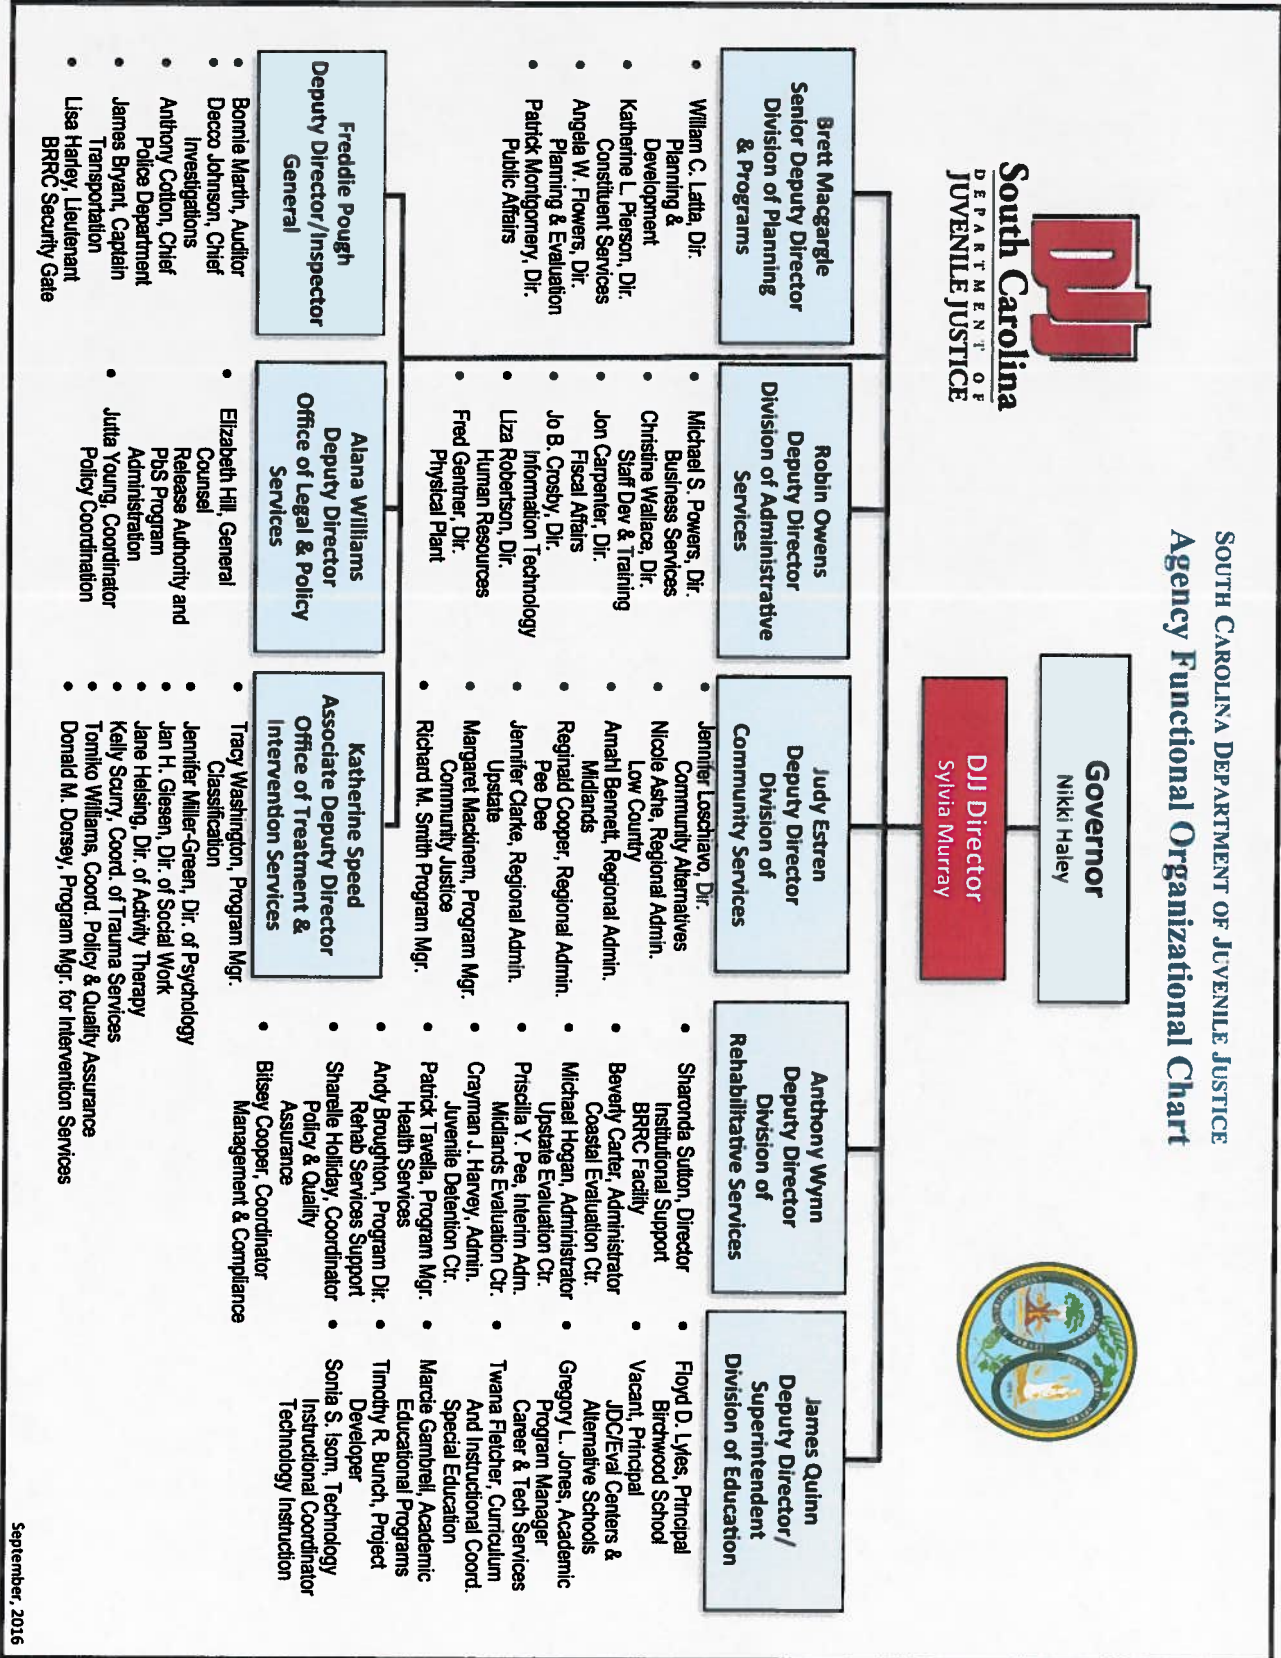 SOUTH CAROLINA DEPARTMENT OF JUVENILE JUSTICE
Agency Functional Organizational Chart
DJJ
South Carolina
DEPARTMENT OF
JUVENILE JUSTICE
Governor
Nikki Haley
DJJ Director
Sylvia Murray
Brett Macgargle
Senior Deputy Director
Division of Planning
& Programs
• Willam C. Latta, Dir.
Planning &
Development
• Katherine L. Pierson, Dir.
Constituent Services
• Angela W. Flowers, Dir.
Planning & Evaluation
• Patrick Montgomery, Dir.
Public Affairs
Robin Owens
Deputy Director
Division of Administrative
Services
• Michael S. Powers, Dir.
Business Services
• Christine Wallace, Dir.
Staff Dev & Training
• Jon Carpenter, Dir.
Fiscal Affairs
• Jo B. Crosby, Dir.
Information Technology
• Liza Robertson, Dir.
Human Resources
• Fred Gentner, Dir.
Physical Plant
Judy Estren
Deputy Director
Division of
Community Services
• Jennifer Loschiavo, Dir.
Community Alternatives
• Nicole Ashe, Regional Admin.
Low Country
• Amahl Bennett, Regional Admin.
Midlands
• Reginald Cooper, Regional Admin.
Pee Dee
• Jennifer Clarke, Regional Admin.
Upstate
• Margaret Mackinem, Program Mgr.
Community Justice
• Richard M. Smith Program Mgr.
Anthony Wynn
Deputy Director
Division of
Rehabilitative Services
• Sharonda Sutton, Director
Institutional Support
BRRC Facility
• Beverly Carter, Administrator
Coastal Evaluation Ctr.
• Michael Hogan, Administrator
Upstate Evaluation Ctr.
• Priscilla Y. Pee, Interim Adm.
Midlands Evaluation Ctr.
• Crayman J. Harvey, Admin.
Juvenile Detention Ctr.
• Patrick Tavella, Program Mgr.
Health Services
• Andy Broughton, Program Dir.
Rehab Services Support
• Sharelle Holliday, Coordinator
Policy & Quality
Assurance
• Bitsey Cooper, Coordinator
Management & Compliance
James Quinn
Deputy Director/
Superintendent
Division of Education
• Floyd D. Lyles, Principal
Birchwood School
• Vacant, Principal
JDC/Eval Centers &
Alternative Schools
• Gregory L. Jones, Academic
Program Manager
Career & Tech Services
• Twana Fletcher, Curriculum
And Instructional Coord.
Special Education
• Marcie Gambrell, Academic
Educational Programs
• Timothy R. Bunch, Project
Developer
• Sonia S. Isom, Technology
Instructional Coordinator
Technology Instruction
Freddie Pough
Deputy Director/Inspector
General
• Bonnie Martin, Auditor
• Decco Johnson, Chief
Investigations
• Anthony Cotton, Chief
Police Department
• James Bryant, Captain
Transportation
• Lisa Harley, Lieutenant
BRRC Security Gate
Alana Williams
Deputy Director
Office of Legal & Policy
Services
• Elizabeth Hill, General
Counsel
Release Authority and
PbS Program
Administration
• Jutta Young, Coordinator
Policy Coordination
Katherine Speed
Associate Deputy Director
Office of Treatment &
Intervention Services
• Tracy Washington, Program Mgr.
Classification
• Jennifer Miller-Green, Dir. of Psychology
• Jan H. Giesen, Dir. of Social Work
• Jane Helsing, Dir. of Activity Therapy
• Kelly Scurry, Coord. of Trauma Services
• Tomiko Williams, Coord. Policy & Quality Assurance
• Donald M. Dorsey, Program Mgr. for Intervention Services
September, 2016